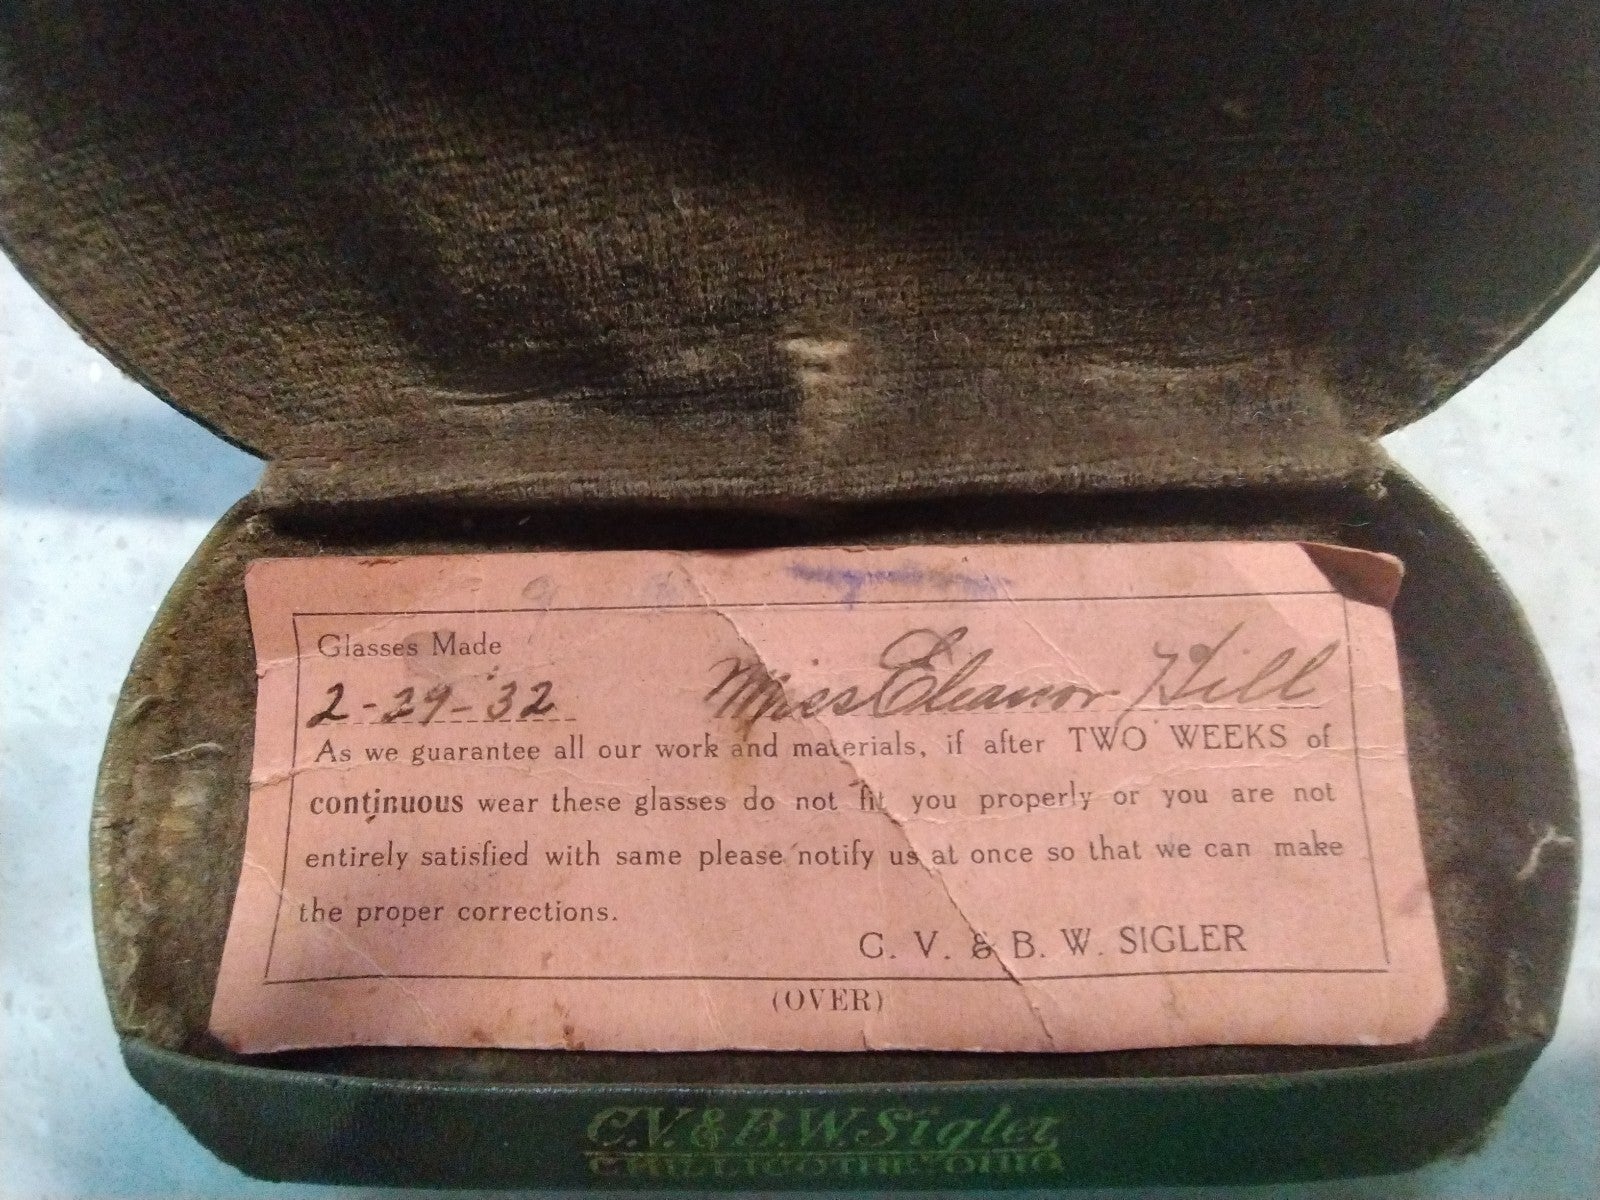 Glasses Made
2-29-'32 Miss Eleanor Hill
As we guarantee all our work and materials, if after TWO WEEKS of
continuous wear these glasses do not fit you properly or you are not
entirely satisfied with same please notify us at once so that we can make
the proper corrections.
C. V. & B. W. SIGLER
(OVER)
C.V. & B.W. Sigler
CHILLICOTHE OHIO